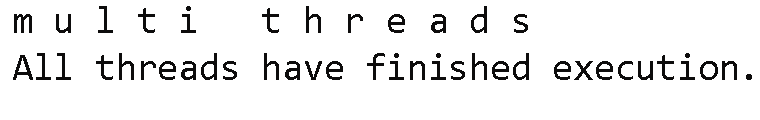 m u l t i   t h r e a d s
All threads have finished execution.